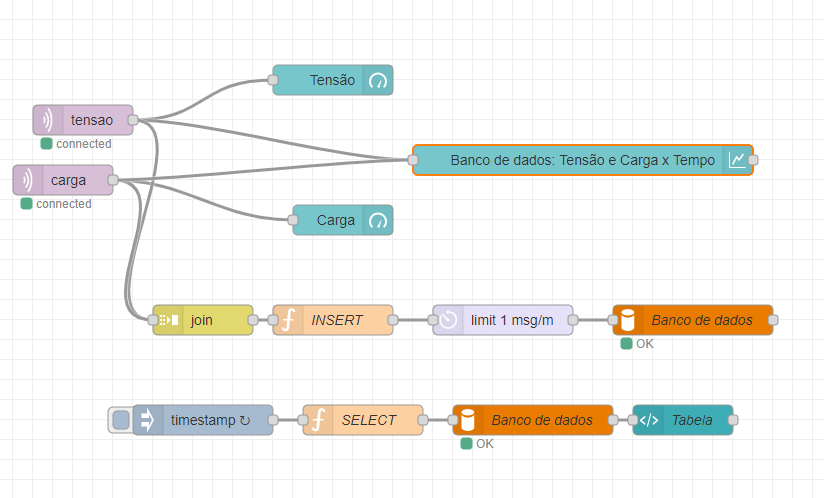 Tensão
tensao
connected
Banco de dados: Tensão e Carga x Tempo
carga
connected
Carga
join
INSERT
limit 1 msg/m
Banco de dados
OK
timestamp ↻
SELECT
Banco de dados
Tabela
OK